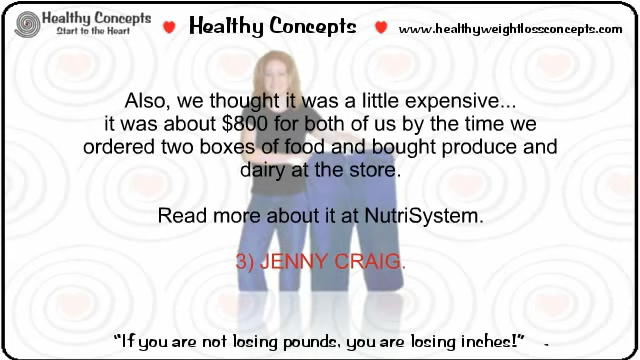 Healthy Concepts
Start to the Heart
Healthy Concepts
www.healthyweightlossconcepts.com
Also, we thought it was a little expensive...
it was about $800 for both of us by the time we
ordered two boxes of food and bought produce and
dairy at the store.
Read more about it at NutriSystem.
3) JENNY CRAIG.
"If you are not losing pounds, you are losing inches!" -